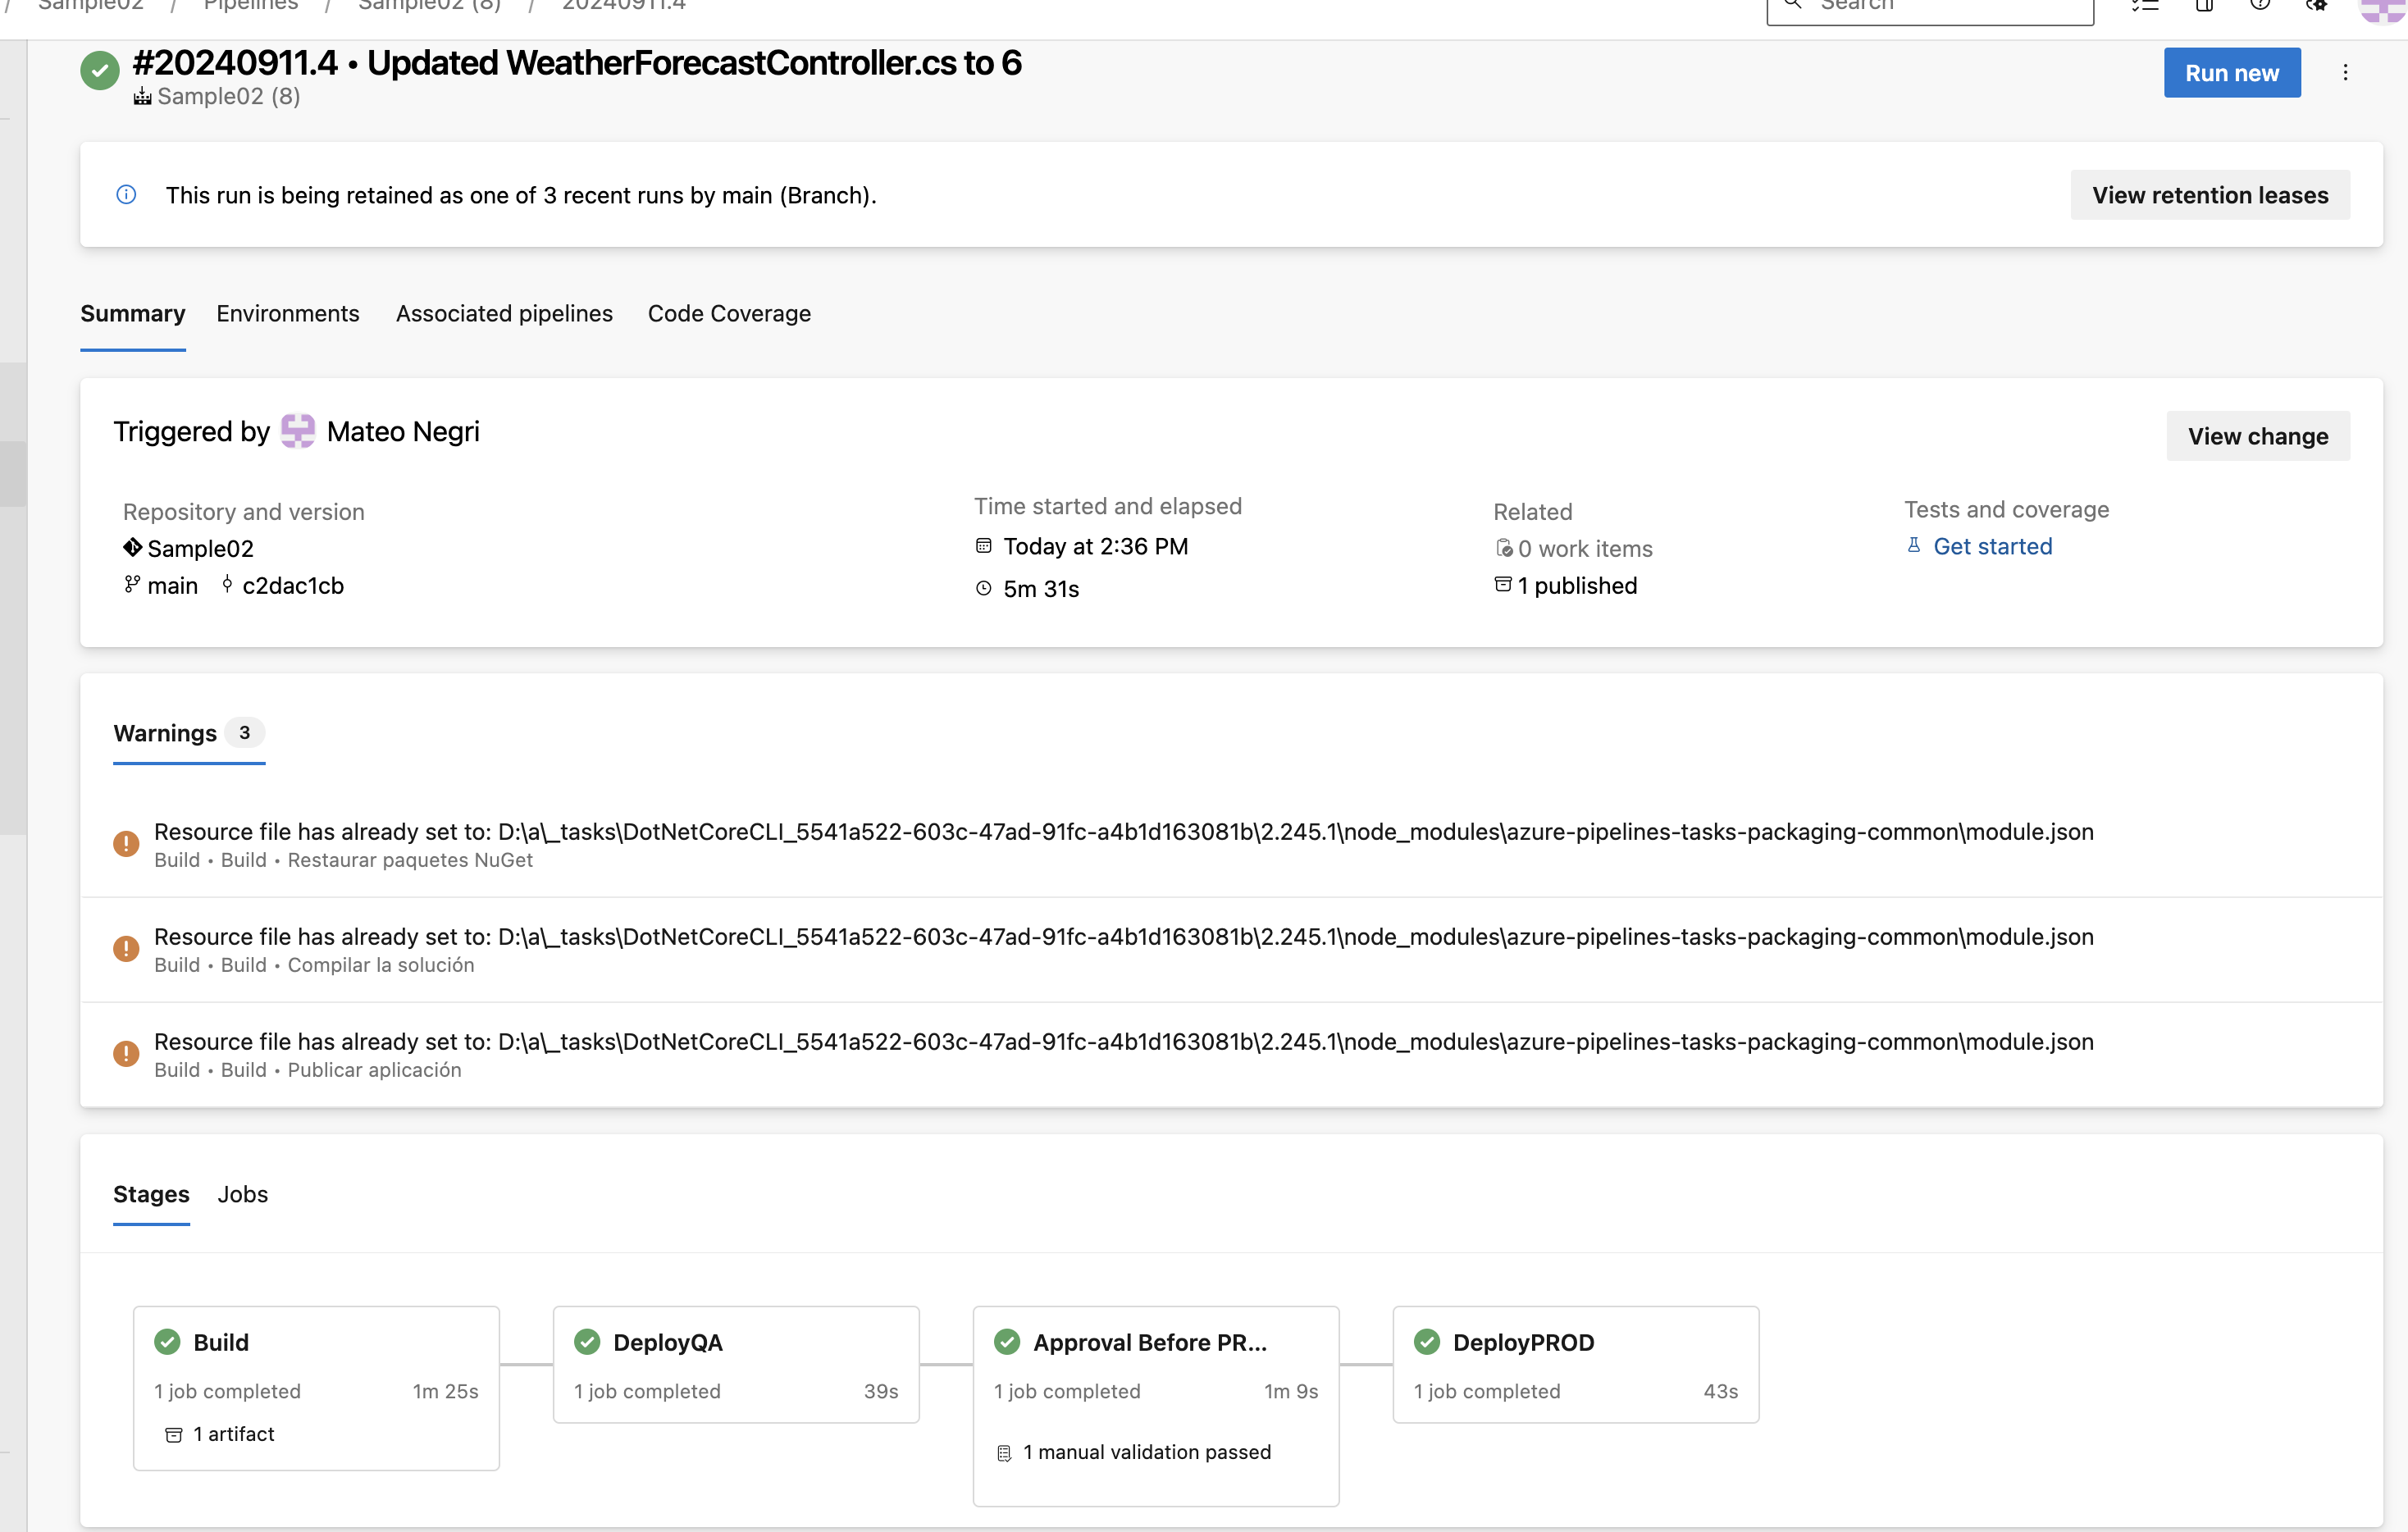 / Sample02 / Pipelines / Sample02 (8) / 20240911.4
Search
#20240911.4 • Updated WeatherForecastController.cs to 6
Sample02 (8)
Run new
This run is being retained as one of 3 recent runs by main (Branch).
View retention leases
Summary Environments Associated pipelines Code Coverage
Triggered by Mateo Negri
View change
Repository and version
Sample02
main c2dac1cb
Time started and elapsed
Today at 2:36 PM
5m 31s
Related
0 work items
1 published
Tests and coverage
Get started
Warnings 3
Resource file has already set to: D:\a\_tasks\DotNetCoreCLI_5541a522-603c-47ad-91fc-a4b1d163081b\2.245.1\node_modules\azure-pipelines-tasks-packaging-common\module.json
Build • Build • Restaurar paquetes NuGet
Resource file has already set to: D:\a\_tasks\DotNetCoreCLI_5541a522-603c-47ad-91fc-a4b1d163081b\2.245.1\node_modules\azure-pipelines-tasks-packaging-common\module.json
Build • Build • Compilar la solución
Resource file has already set to: D:\a\_tasks\DotNetCoreCLI_5541a522-603c-47ad-91fc-a4b1d163081b\2.245.1\node_modules\azure-pipelines-tasks-packaging-common\module.json
Build • Build • Publicar aplicación
Stages Jobs
Build
1 job completed 1m 25s
1 artifact
DeployQA
1 job completed 39s
Approval Before PR...
1 job completed 1m 9s
1 manual validation passed
DeployPROD
1 job completed 43s